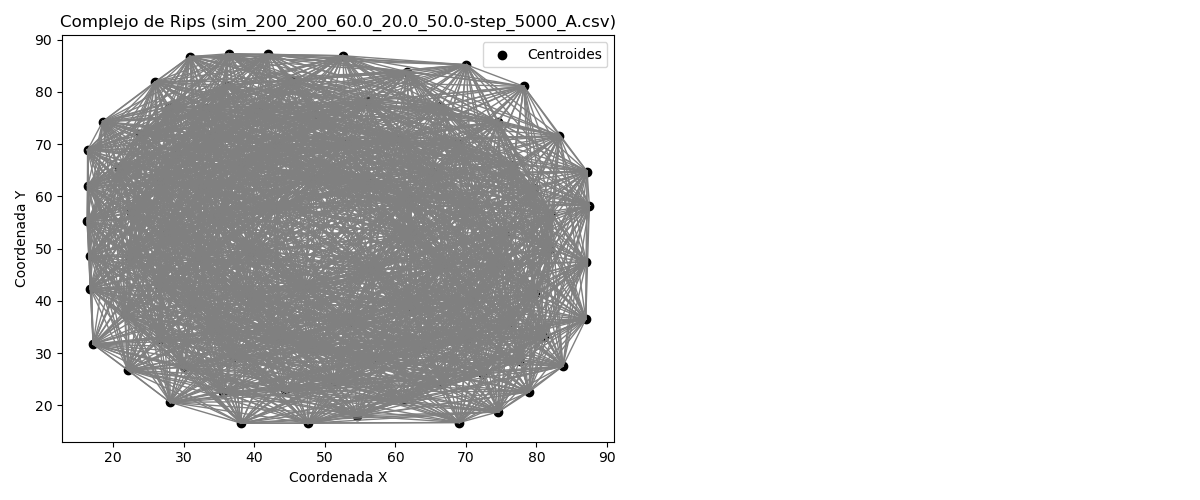 Complejo de Rips (sim_200_200_60.0_20.0_50.0-step_5000_A.csv)
Centroides
90
80
70
60
50
40
30
20
Coordenada Y
20 30 40 50 60 70 80 90
Coordenada X